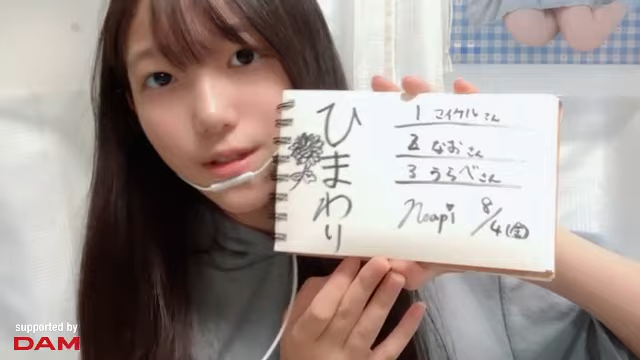 ひまわり
1 マイケルさん
2 なおさん
3 うらべさん
Noapi 8/4(金)
supported by
DAM